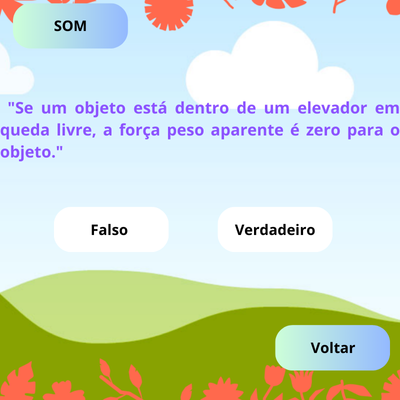 SOM
"Se um objeto está dentro de um elevador em
queda livre, a força peso aparente é zero para o
objeto."
Falso
Verdadeiro
Voltar